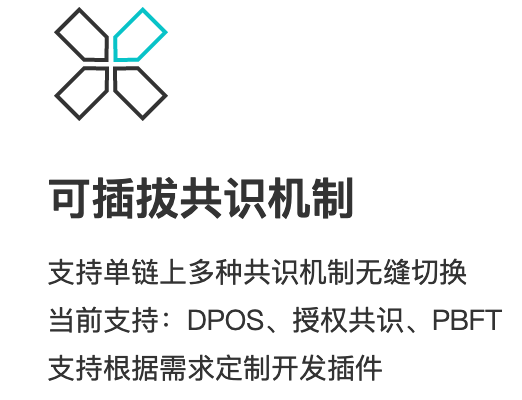 可插拔共识机制
支持单链上多种共识机制无缝切换
当前支持：DPOS、授权共识、PBFT
支持根据需求定制开发插件